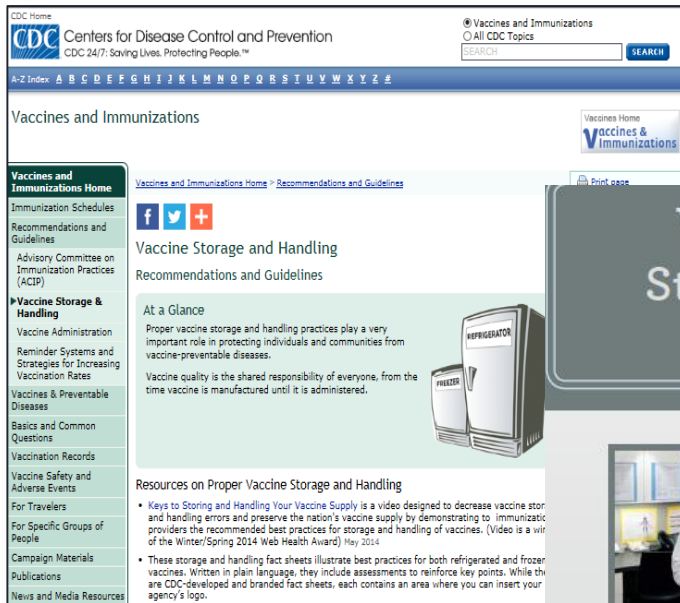 CDC Home
CDC Centers for Disease Control and Prevention
CDC 24/7: Saving Lives. Protecting People.™
Vaccines and Immunizations
All CDC Topics
SEARCH
SEARCH
A-Z Index A B C D E F G H I J K L M N O P Q R S T U V W X Y Z #
Vaccines and Immunizations
Vaccines Home
Vaccines &
Immunizations
Vaccines and
Immunizations Home
Immunization Schedules
Recommendations and
Guidelines
Advisory Committee on
Immunization Practices
(ACIP)
Vaccine Storage &
Handling
Vaccine Administration
Reminder Systems and
Strategies for Increasing
Vaccination Rates
Vaccines & Preventable
Diseases
Basics and Common
Questions
Vaccination Records
Vaccine Safety and
Adverse Events
For Travelers
For Specific Groups of
People
Campaign Materials
Publications
News and Media Resources
Vaccines and Immunizations Home > Recommendations and Guidelines
Print page
Vaccine Storage and Handling
Recommendations and Guidelines
At a Glance
Proper vaccine storage and handling practices play a very
important role in protecting individuals and communities from
vaccine-preventable diseases.
Vaccine quality is the shared responsibility of everyone, from the
time vaccine is manufactured until it is administered.
REFRIGERATOR
FREEZER
Resources on Proper Vaccine Storage and Handling
• Keys to Storing and Handling Your Vaccine Supply is a video designed to decrease vaccine stor
and handling errors and preserve the nation's vaccine supply by demonstrating to immunizatio
providers the recommended best practices for storage and handling of vaccines. (Video is a win
of the Winter/Spring 2014 Web Health Award) May 2014
• These storage and handling fact sheets illustrate best practices for both refrigerated and frozen
vaccines. Written in plain language, they include assessments to reinforce key points. While the
are CDC-developed and branded fact sheets, each contains an area where you can insert your
agency's logo.
St